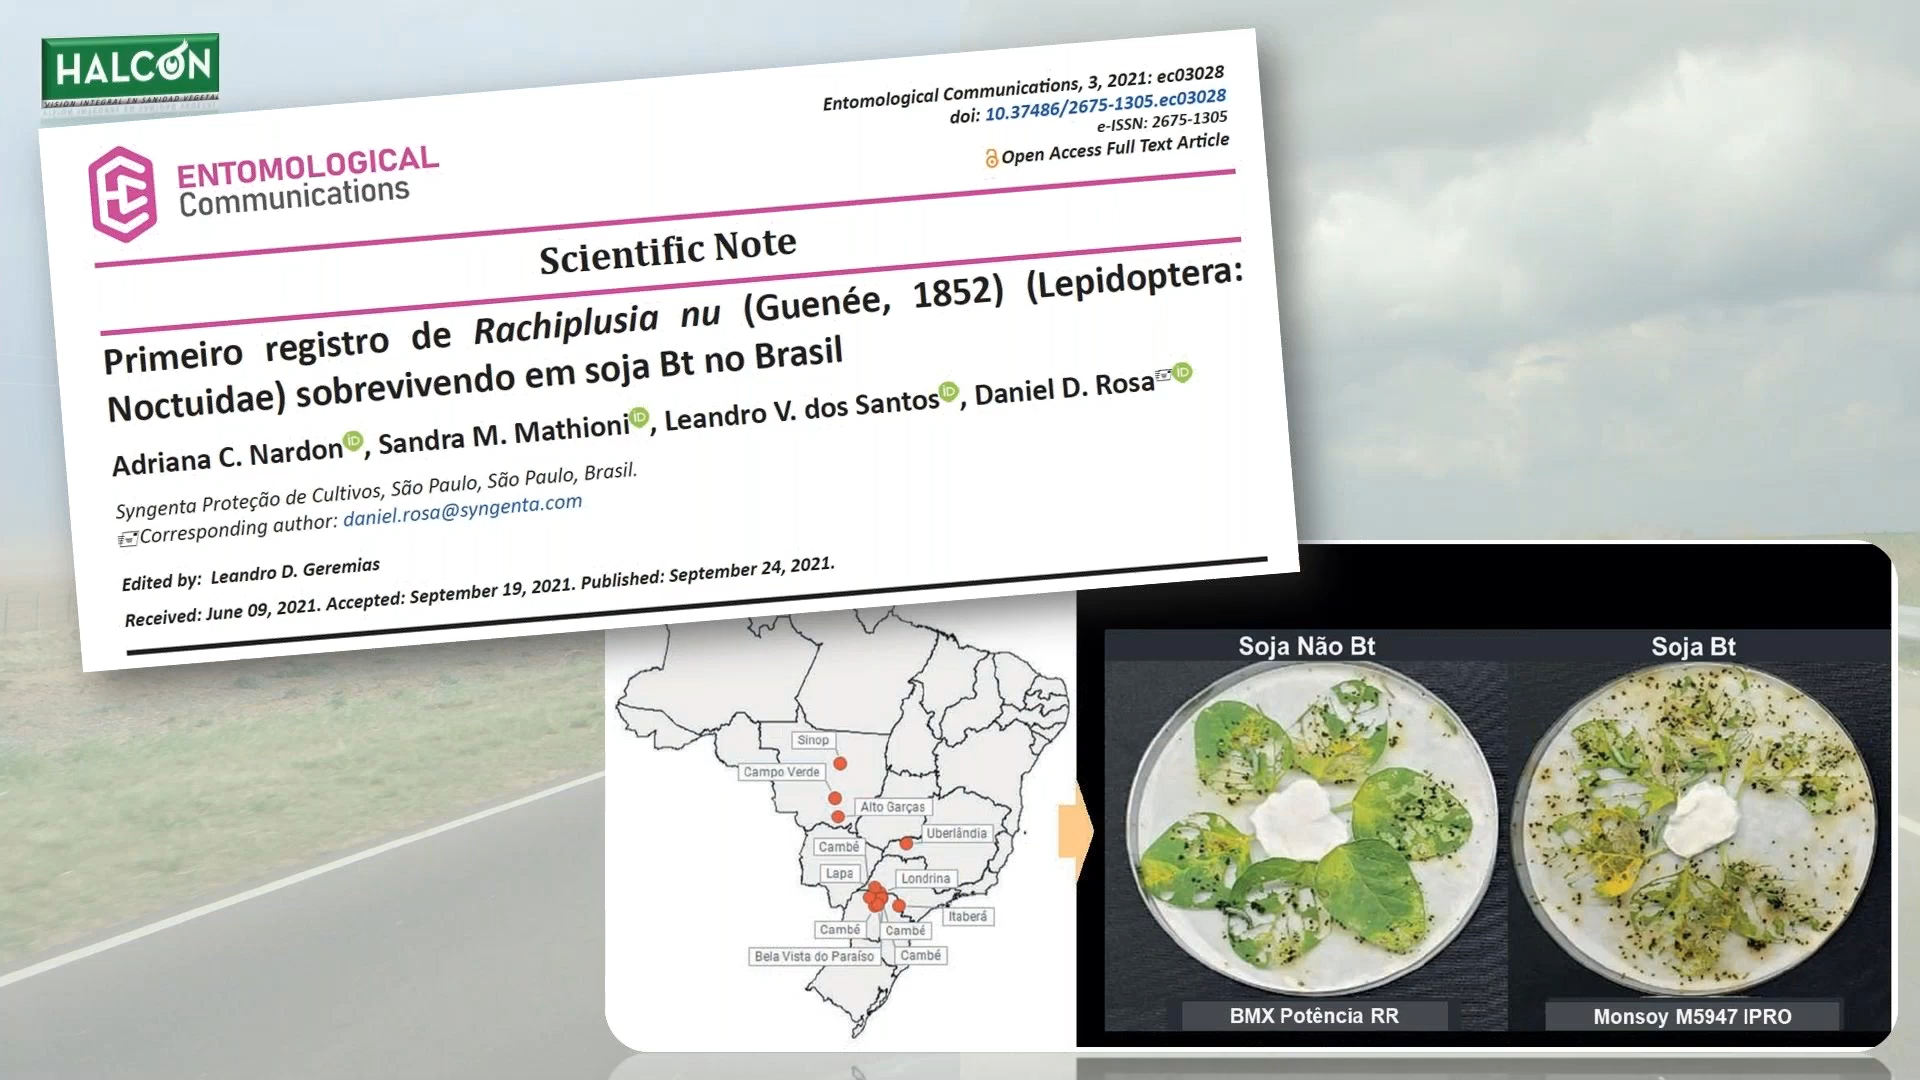 HALCON
VISIÓN INTEGRAL EN SANIDAD VEGETAL
Entomological Communications, 3, 2021: ec03028
doi: 10.37486/2675-1305.ec03028
e-ISSN: 2675-1305
Open Access Full Text Article
ENTOMOLOGICAL
Communications
Scientific Note
Primeiro registro de Rachiplusia nu (Guenée, 1852) (Lepidoptera:
Noctuidae) sobrevivendo em soja Bt no Brasil
Adriana C. Nardon iD, Sandra M. Mathioni iD, Leandro V. dos Santos iD, Daniel D. Rosa iD
Syngenta Proteção de Cultivos, São Paulo, São Paulo, Brasil.
Corresponding author: daniel.rosa@syngenta.com
Edited by: Leandro D. Geremias
Received: June 09, 2021. Accepted: September 19, 2021. Published: September 24, 2021.
Sinop
Campo Verde
Alto Garças
Uberlândia
Cambé
Lapa
Londrina
Itaberá
Cambé
Cambé
Bela Vista do Paraíso
Cambé
Soja Não Bt
Soja Bt
BMX Potência RR
Monsoy M5947 IPRO